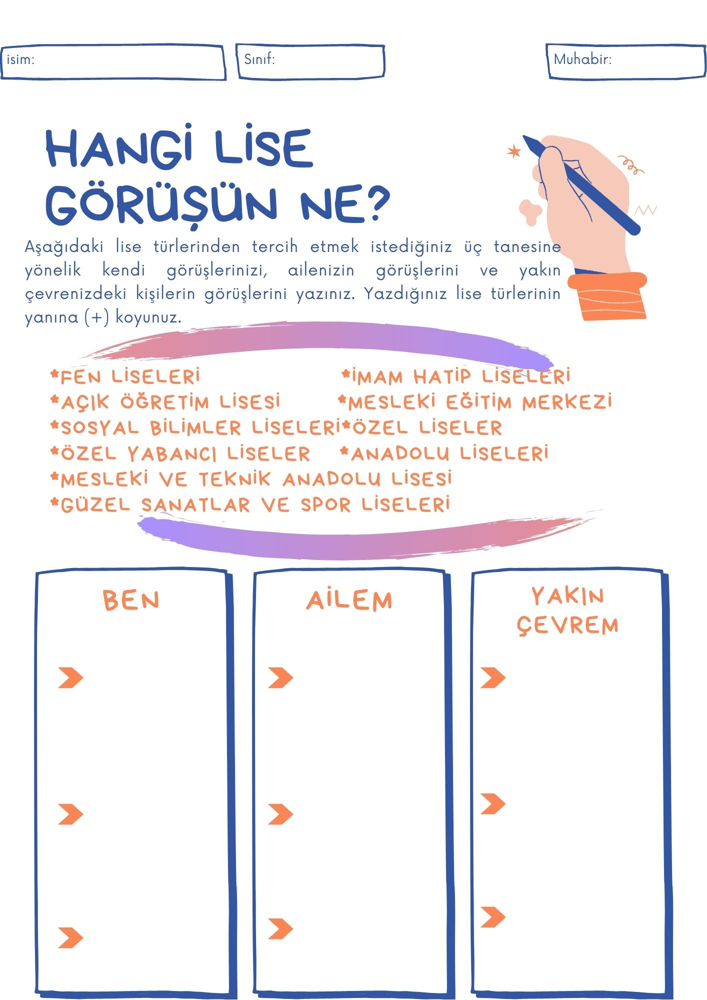 isim:
Sınıf:
Muhabir:
HANGİ LİSE
GÖRÜŞÜN NE?
Aşağıdaki lise türlerinden tercih etmek istediğiniz üç tanesine
yönelik kendi görüşlerinizi, ailenizin görüşlerini ve yakın
çevrenizdeki kişilerin görüşlerini yazınız. Yazdığınız lise türlerinin
yanına (+) koyunuz.
*FEN LİSELERİ *İMAM HATİP LİSELERİ
*AÇIK ÖĞRETİM LİSESİ *MESLEKİ EĞİTİM MERKEZİ
*SOSYAL BİLİMLER LİSELERİ*ÖZEL LİSELER
*ÖZEL YABANCI LİSELER *ANADOLU LİSELERİ
*MESLEKİ VE TEKNİK ANADOLU LİSESİ
*GÜZEL SANATLAR VE SPOR LİSELERİ
BEN
AİLEM
YAKIN
ÇEVREM